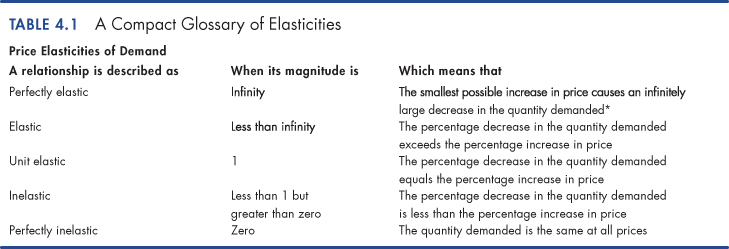 TABLE 4.1 A Compact Glossary of Elasticities
Price Elasticities of Demand
A relationship is described as When its magnitude is Which means that
Perfectly elastic Infinity The smallest possible increase in price causes an infinitely
large decrease in the quantity demanded*
Elastic Less than infinity The percentage decrease in the quantity demanded
exceeds the percentage increase in price
Unit elastic 1 The percentage decrease in the quantity demanded
equals the percentage increase in price
Inelastic Less than 1 but The percentage decrease in the quantity demanded
greater than zero is less than the percentage increase in price
Perfectly inelastic Zero The quantity demanded is the same at all prices